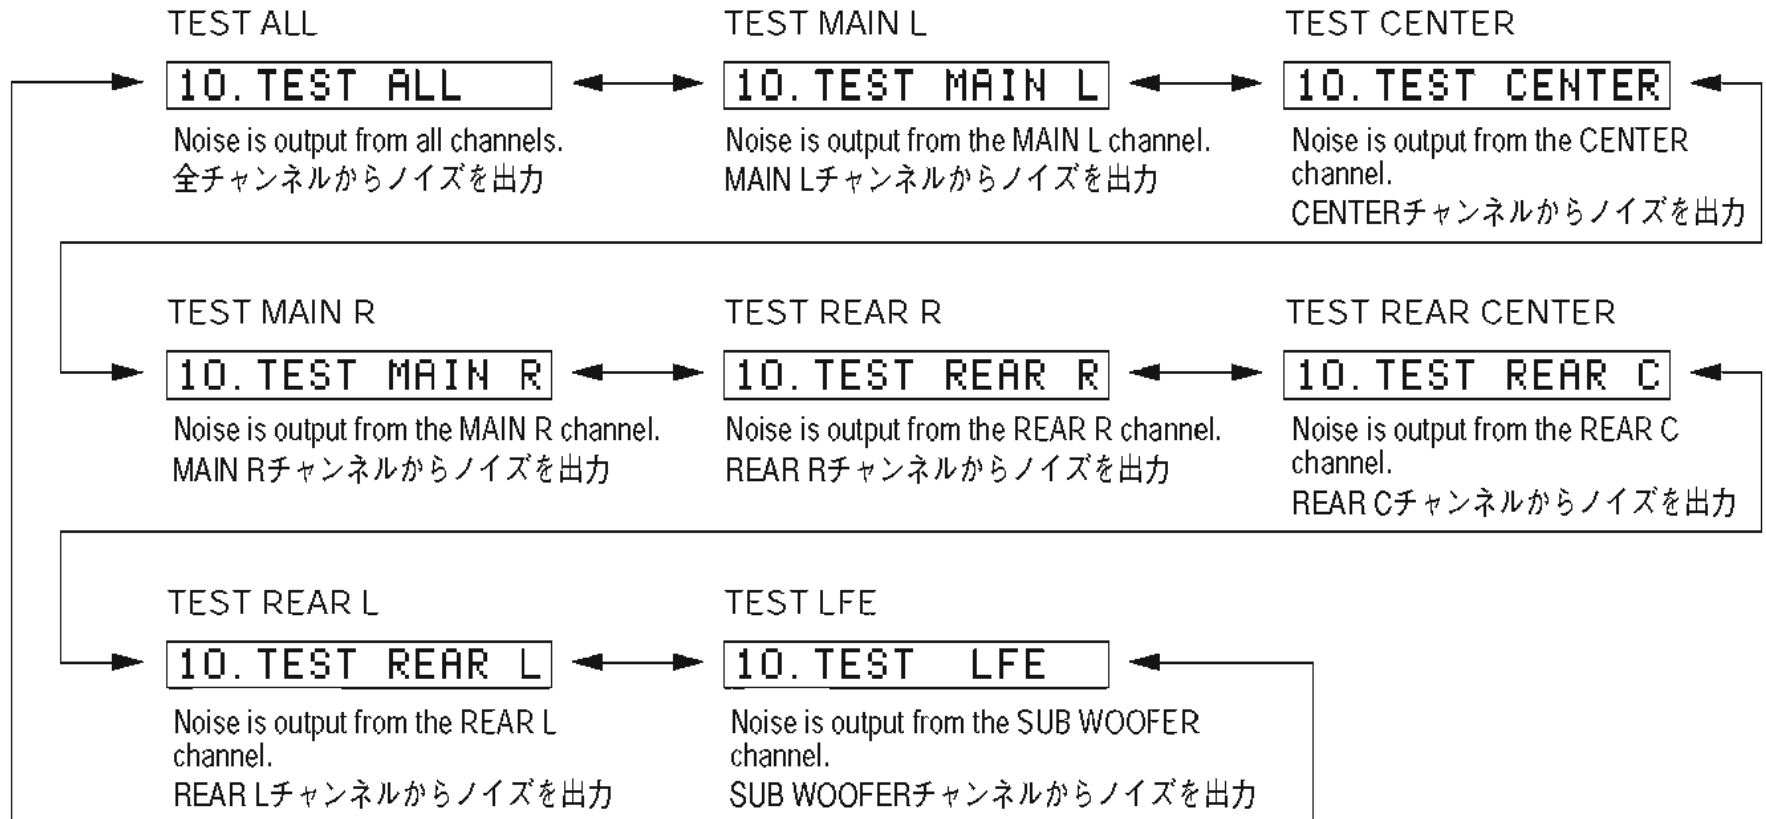 TEST ALL
TEST MAIN L
TEST CENTER
10. TEST ALL
10. TEST MAIN L
10. TEST CENTER
Noise is output from all channels.
全チャンネルからノイズを出力
Noise is output from the MAIN L channel.
MAIN Lチャンネルからノイズを出力
Noise is output from the CENTER
channel.
CENTERチャンネルからノイズを出力
TEST MAIN R
TEST REAR R
TEST REAR CENTER
10. TEST MAIN R
10. TEST REAR R
10. TEST REAR C
Noise is output from the MAIN R channel.
MAIN Rチャンネルからノイズを出力
Noise is output from the REAR R channel.
REAR Rチャンネルからノイズを出力
Noise is output from the REAR C
channel.
REAR Cチャンネルからノイズを出力
TEST REAR L
TEST LFE
10. TEST REAR L
10. TEST LFE
Noise is output from the REAR L
channel.
REAR Lチャンネルからノイズを出力
Noise is output from the SUB WOOFER
channel.
SUB WOOFERチャンネルからノイズを出力